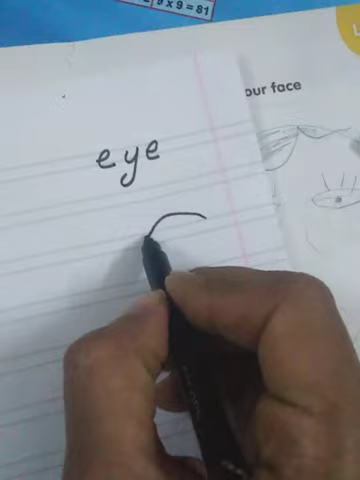 9 x 9 = 81
our face
eye